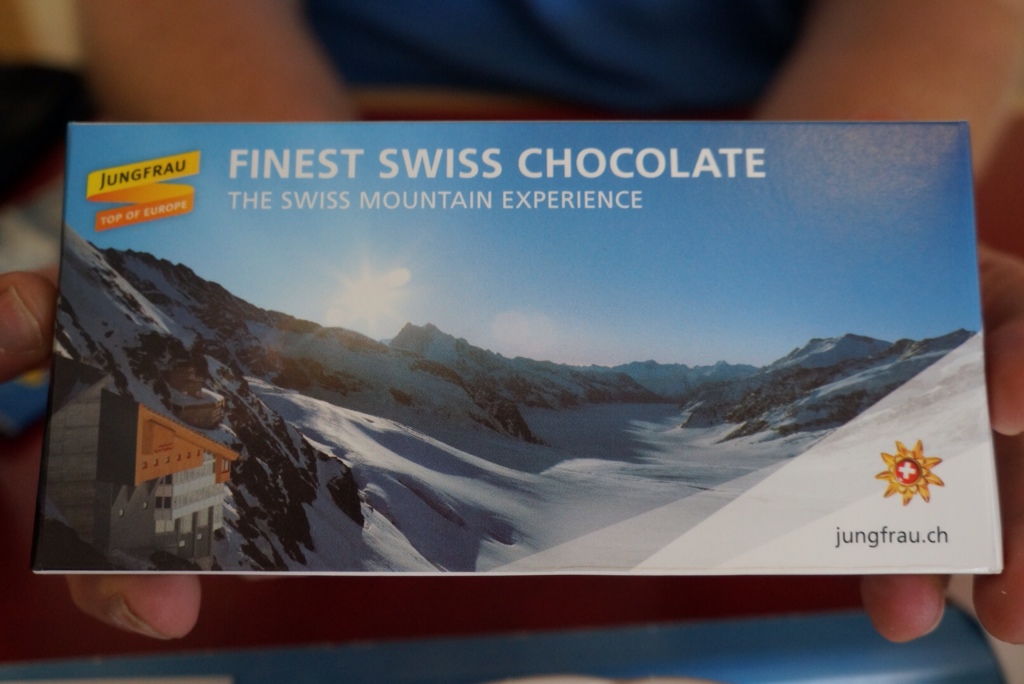 JUNGFRAU
TOP OF EUROPE
FINEST SWISS CHOCOLATE
THE SWISS MOUNTAIN EXPERIENCE
jungfrau.ch